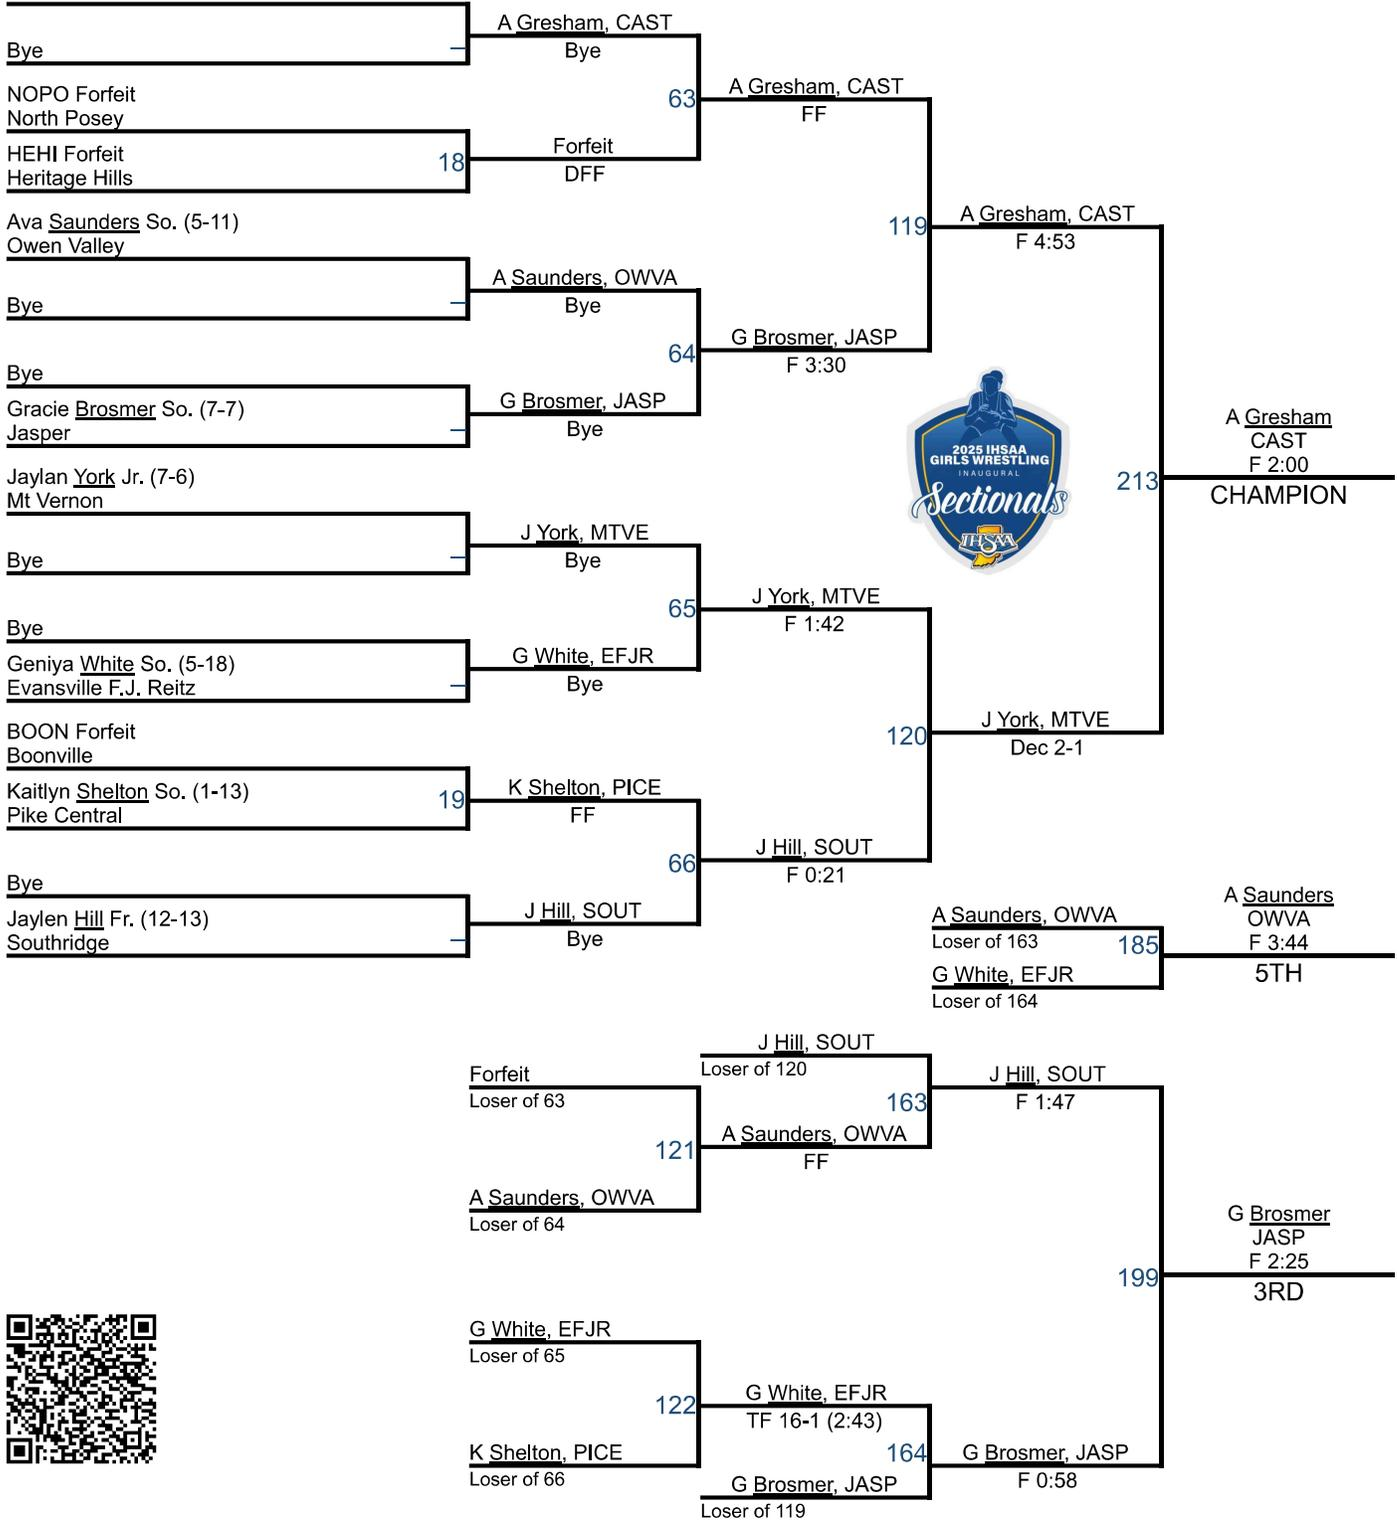 A Gresham, CAST
Bye
Bye
NOPO Forfeit
North Posey
HEHI Forfeit
Heritage Hills
18
Forfeit
DFF
63
A Gresham, CAST
FF
Ava Saunders So. (5-11)
Owen Valley
Bye
A Saunders, OWVA
Bye
Bye
Gracie Brosmer So. (7-7)
Jasper
G Brosmer, JASP
Bye
64
G Brosmer, JASP
F 3:30
119
A Gresham, CAST
F 4:53
Jaylan York Jr. (7-6)
Mt Vernon
Bye
J York, MTVE
Bye
Bye
Geniya White So. (5-18)
Evansville F.J. Reitz
G White, EFJR
Bye
65
J York, MTVE
F 1:42
BOON Forfeit
Boonville
Kaitlyn Shelton So. (1-13)
Pike Central
19
K Shelton, PICE
FF
Bye
Jaylen Hill Fr. (12-13)
Southridge
J Hill, SOUT
Bye
66
J Hill, SOUT
F 0:21
120
J York, MTVE
Dec 2-1
2025 IHSAA
GIRLS WRESTLING
INAUGURAL
Sectionals
IHSAA
213
A Gresham
CAST
F 2:00
CHAMPION
A Saunders, OWVA
Loser of 163
G White, EFJR
Loser of 164
185
A Saunders
OWVA
F 3:44
5TH
Forfeit
Loser of 63
A Saunders, OWVA
Loser of 64
121
J Hill, SOUT
Loser of 120
A Saunders, OWVA
FF
163
J Hill, SOUT
F 1:47
G White, EFJR
Loser of 65
K Shelton, PICE
Loser of 66
122
G White, EFJR
TF 16-1 (2:43)
G Brosmer, JASP
Loser of 119
164
G Brosmer, JASP
F 0:58
199
G Brosmer
JASP
F 2:25
3RD